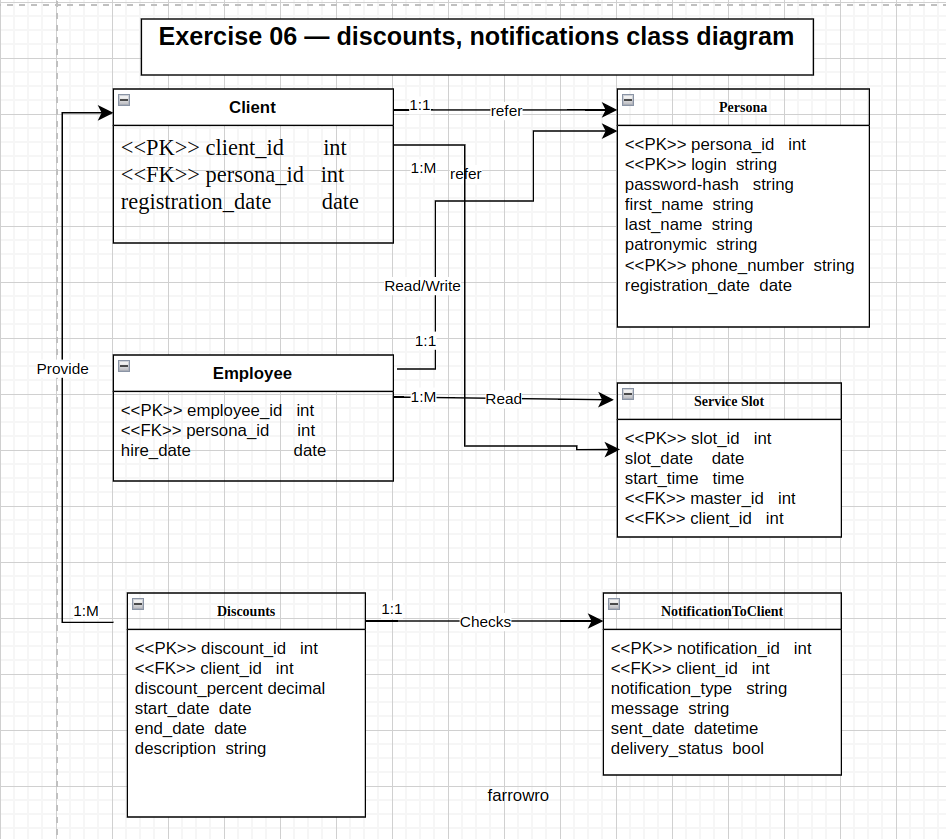 Exercise 06 — discounts, notifications class diagram
Client
<<PK>> client_id int
<<FK>> persona_id int
registration_date date
1:1
refer
1:M
refer
Persona
<<PK>> persona_id int
<<PK>> login string
password-hash string
first_name string
last_name string
patronymic string
<<PK>> phone_number string
registration_date date
Read/Write
1:1
Provide
Employee
<<PK>> employee_id int
<<FK>> persona_id int
hire_date date
1:M
Read
Service Slot
<<PK>> slot_id int
slot_date date
start_time time
<<FK>> master_id int
<<FK>> client_id int
1:M
Discounts
<<PK>> discount_id int
<<FK>> client_id int
discount_percent decimal
start_date date
end_date date
description string
1:1
Checks
NotificationToClient
<<PK>> notification_id int
<<FK>> client_id int
notification_type string
message string
sent_date datetime
delivery_status bool
farrowro